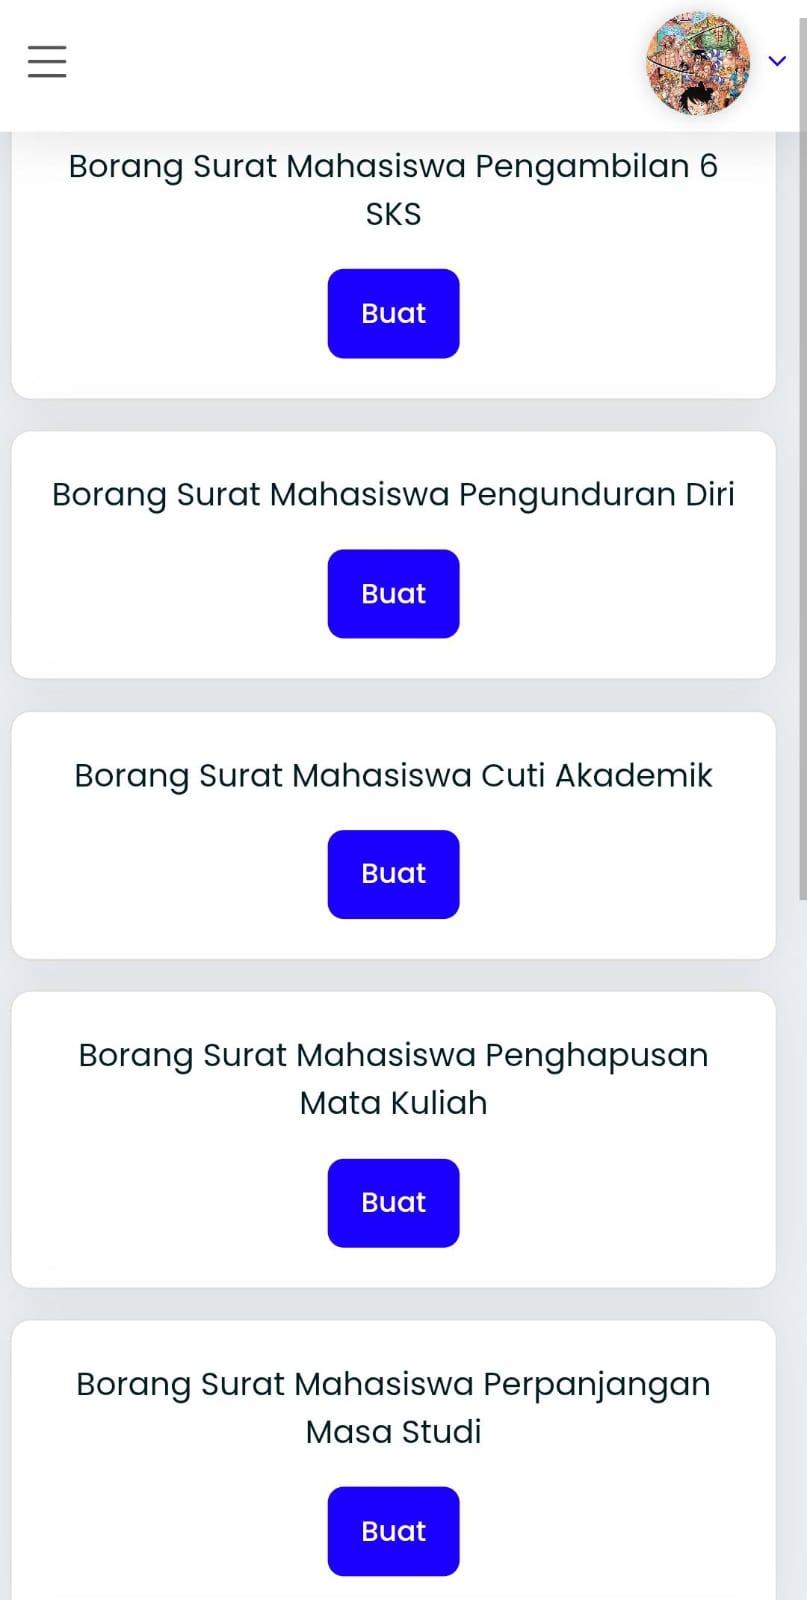 Borang Surat Mahasiswa Pengambilan 6
SKS
Buat
Borang Surat Mahasiswa Pengunduran Diri
Buat
Borang Surat Mahasiswa Cuti Akademik
Buat
Borang Surat Mahasiswa Penghapusan
Mata Kuliah
Buat
Borang Surat Mahasiswa Perpanjangan
Masa Studi
Buat